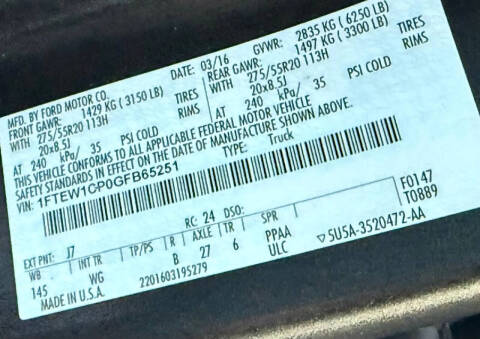 MFD. BY FORD MOTOR CO. DATE: 03/16 GVWR: 2835 KG ( 6250 LB)
FRONT GAWR: 1429 KG ( 3150 LB) REAR GAWR: 1497 KG ( 3300 LB)
WITH 275/55R20 113H TIRES WITH 275/55R20 113H TIRES
20x8.5J RIMS 20x8.5J RIMS
AT 240 kPa/ 35 PSI COLD AT 240 kPa/ 35 PSI COLD
THIS VEHICLE CONFORMS TO ALL APPLICABLE FEDERAL MOTOR VEHICLE
SAFETY STANDARDS IN EFFECT ON THE DATE OF MANUFACTURE SHOWN ABOVE.
VIN: 1FTEW1CP0GFB65251 TYPE: Truck
F0147
T0889
EXT PNT: J7 RC: 24 DSO:
WB INT TR TP/PS R AXLE TR SPR
145 WG B 27 6 PPAA
MADE IN U.S.A. 2201603195279 ULC ▽5U5A-3520472-AA